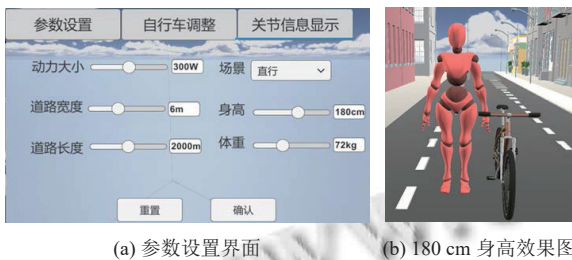 参数设置 自行车调整 关节信息显示
动力大小 300W 场景 直行
道路宽度 6m 身高 180cm
道路长度 2000m 体重 72kg
重置 确认
(a) 参数设置界面 (b) 180 cm 身高效果图